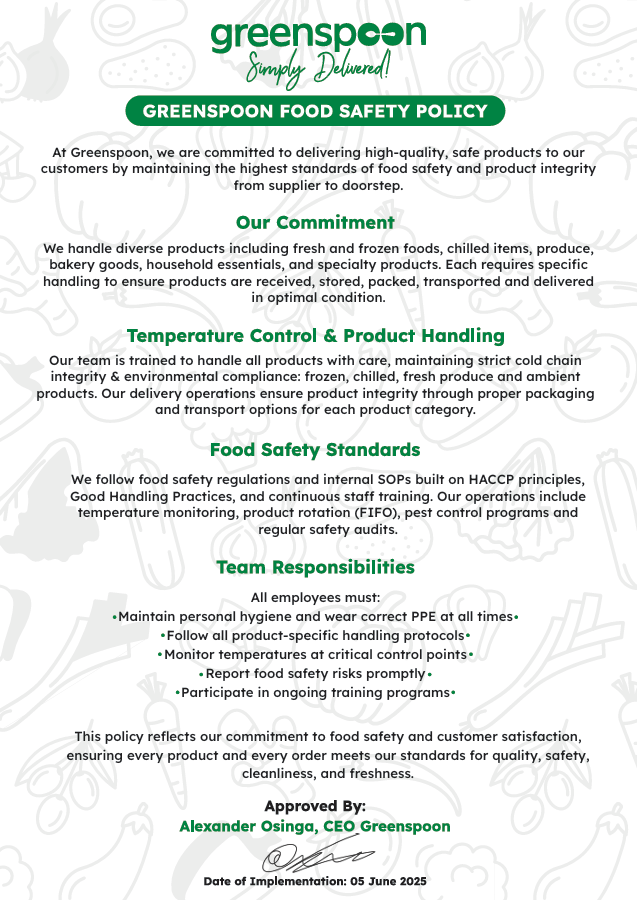 greenspoon
Simply Delivered!
GREENSPOON FOOD SAFETY POLICY
At Greenspoon, we are committed to delivering high-quality, safe products to our
customers by maintaining the highest standards of food safety and product integrity
from supplier to doorstep.
Our Commitment
We handle diverse products including fresh and frozen foods, chilled items, produce,
bakery goods, household essentials, and specialty products. Each requires specific
handling to ensure products are received, stored, packed, transported and delivered
in optimal condition.
Temperature Control & Product Handling
Our team is trained to handle all products with care, maintaining strict cold chain
integrity & environmental compliance: frozen, chilled, fresh produce and ambient
products. Our delivery operations ensure product integrity through proper packaging
and transport options for each product category.
Food Safety Standards
We follow food safety regulations and internal SOPs built on HACCP principles,
Good Handling Practices, and continuous staff training. Our operations include
temperature monitoring, product rotation (FIFO), pest control programs and
regular safety audits.
Team Responsibilities
All employees must:
•Maintain personal hygiene and wear correct PPE at all times•
•Follow all product-specific handling protocols•
•Monitor temperatures at critical control points•
•Report food safety risks promptly•
•Participate in ongoing training programs•
This policy reflects our commitment to food safety and customer satisfaction,
ensuring every product and every order meets our standards for quality, safety,
cleanliness, and freshness.
Approved By:
Alexander Osinga, CEO Greenspoon
Date of Implementation: 05 June 2025